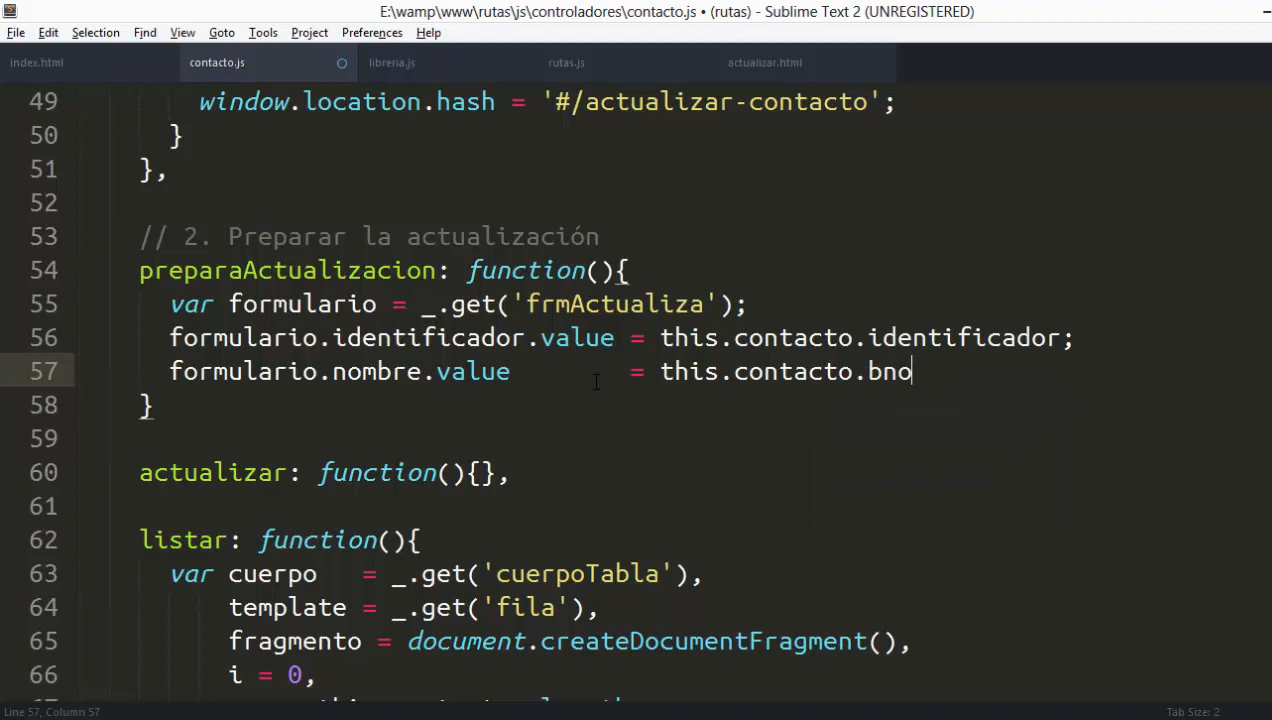 E:\wamp\www\rutas\js\controladores\contacto.js • (rutas) - Sublime Text 2 (UNREGISTERED)
File Edit Selection Find View Goto Tools Project Preferences Help
index.html contacto.js libreria.js rutas.js actualizar.html
49 window.location.hash = '#/actualizar-contacto';
50 }
51 },
52
53 // 2. Preparar la actualización
54 preparaActualizacion: function(){
55 var formulario = _.get('frmActualiza');
56 formulario.identificador.value = this.contacto.identificador;
57 formulario.nombre.value = this.contacto.bno
58 }
59
60 actualizar: function(){},
61
62 listar: function(){
63 var cuerpo = _.get('cuerpoTabla'),
64 template = _.get('fila'),
65 fragmento = document.createDocumentFragment(),
66 i = 0,
Line 57, Column 57 Tab Size: 2